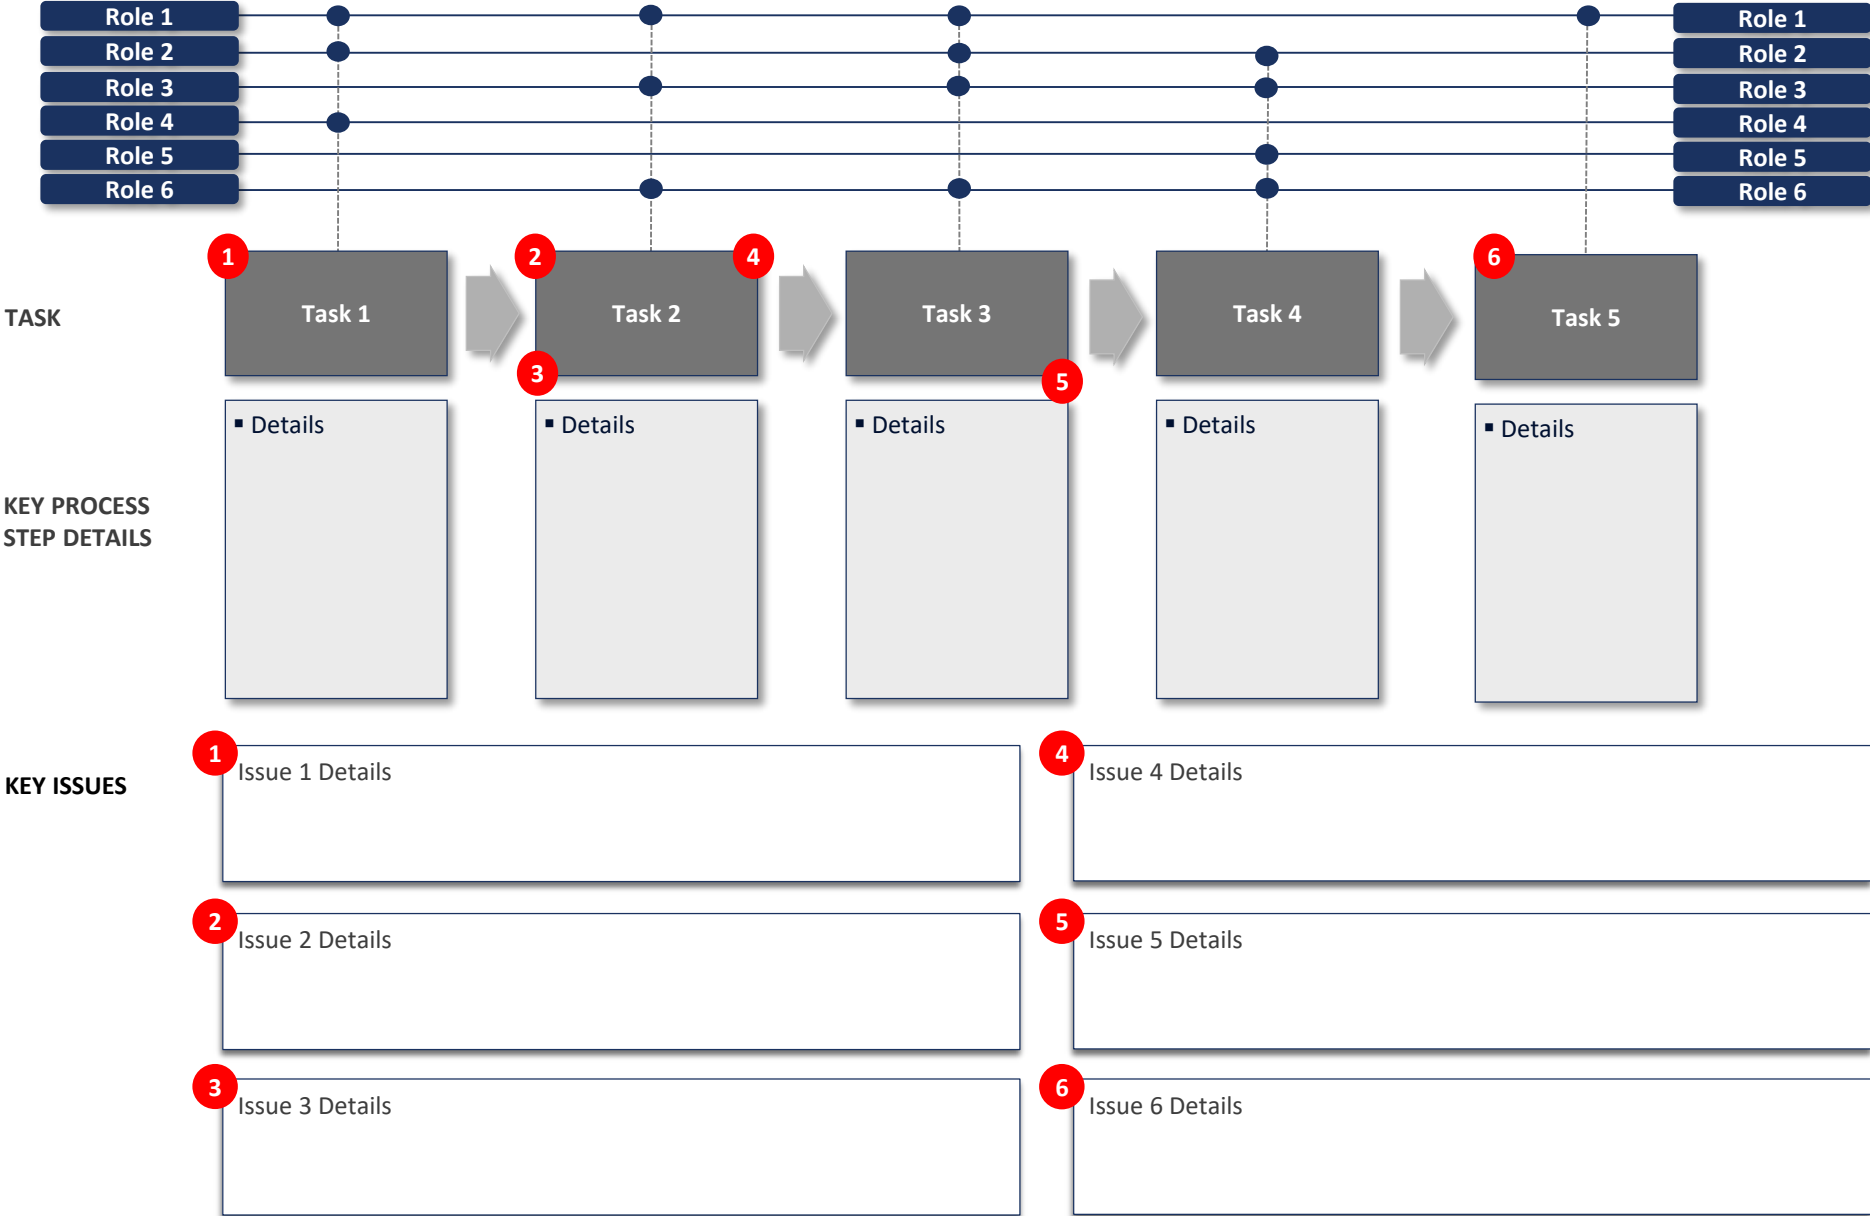 Role 1
Role 1
Role 2
Role 2
Role 3
Role 3
Role 4
Role 4
Role 5
Role 5
Role 6
Role 6
1
2
4
6
TASK
Task 1
Task 2
Task 3
Task 4
Task 5
3
5
KEY PROCESS
STEP DETAILS
▪ Details
▪ Details
▪ Details
▪ Details
▪ Details
KEY ISSUES
1
Issue 1 Details
4
Issue 4 Details
2
Issue 2 Details
5
Issue 5 Details
3
Issue 3 Details
6
Issue 6 Details